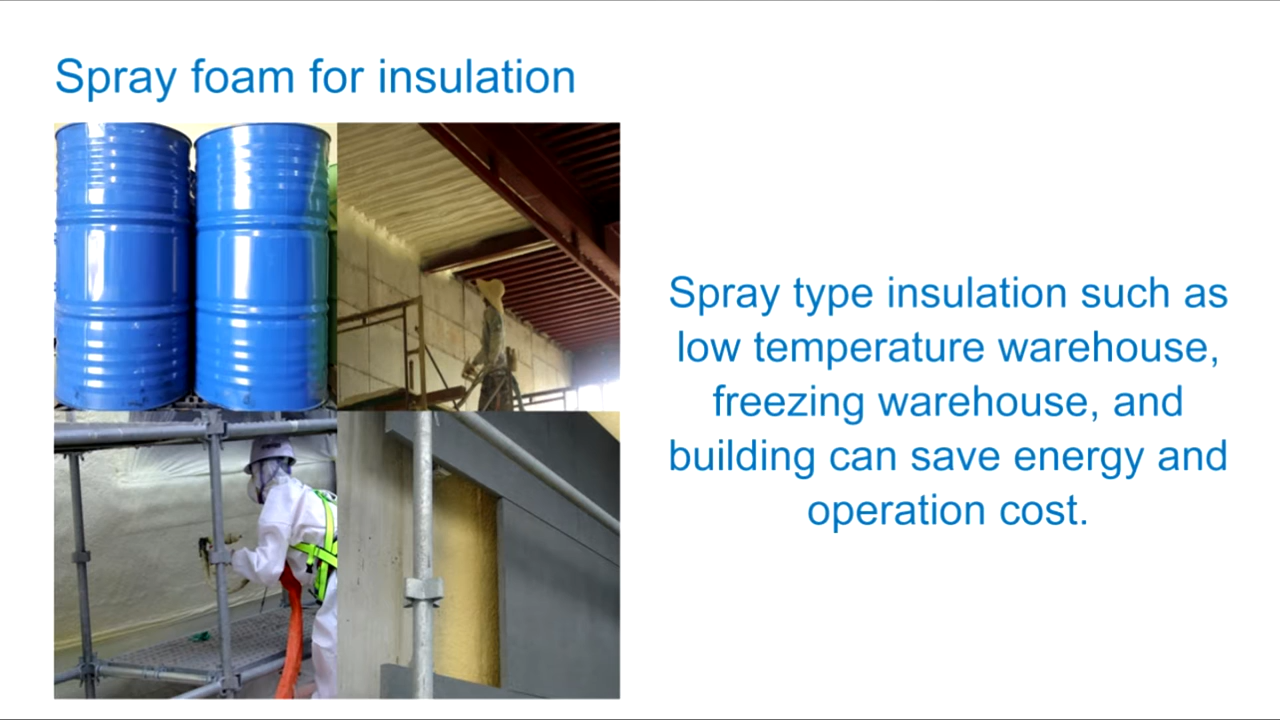 Spray foam for insulation
Spray type insulation such as
low temperature warehouse,
freezing warehouse, and
building can save energy and
operation cost.